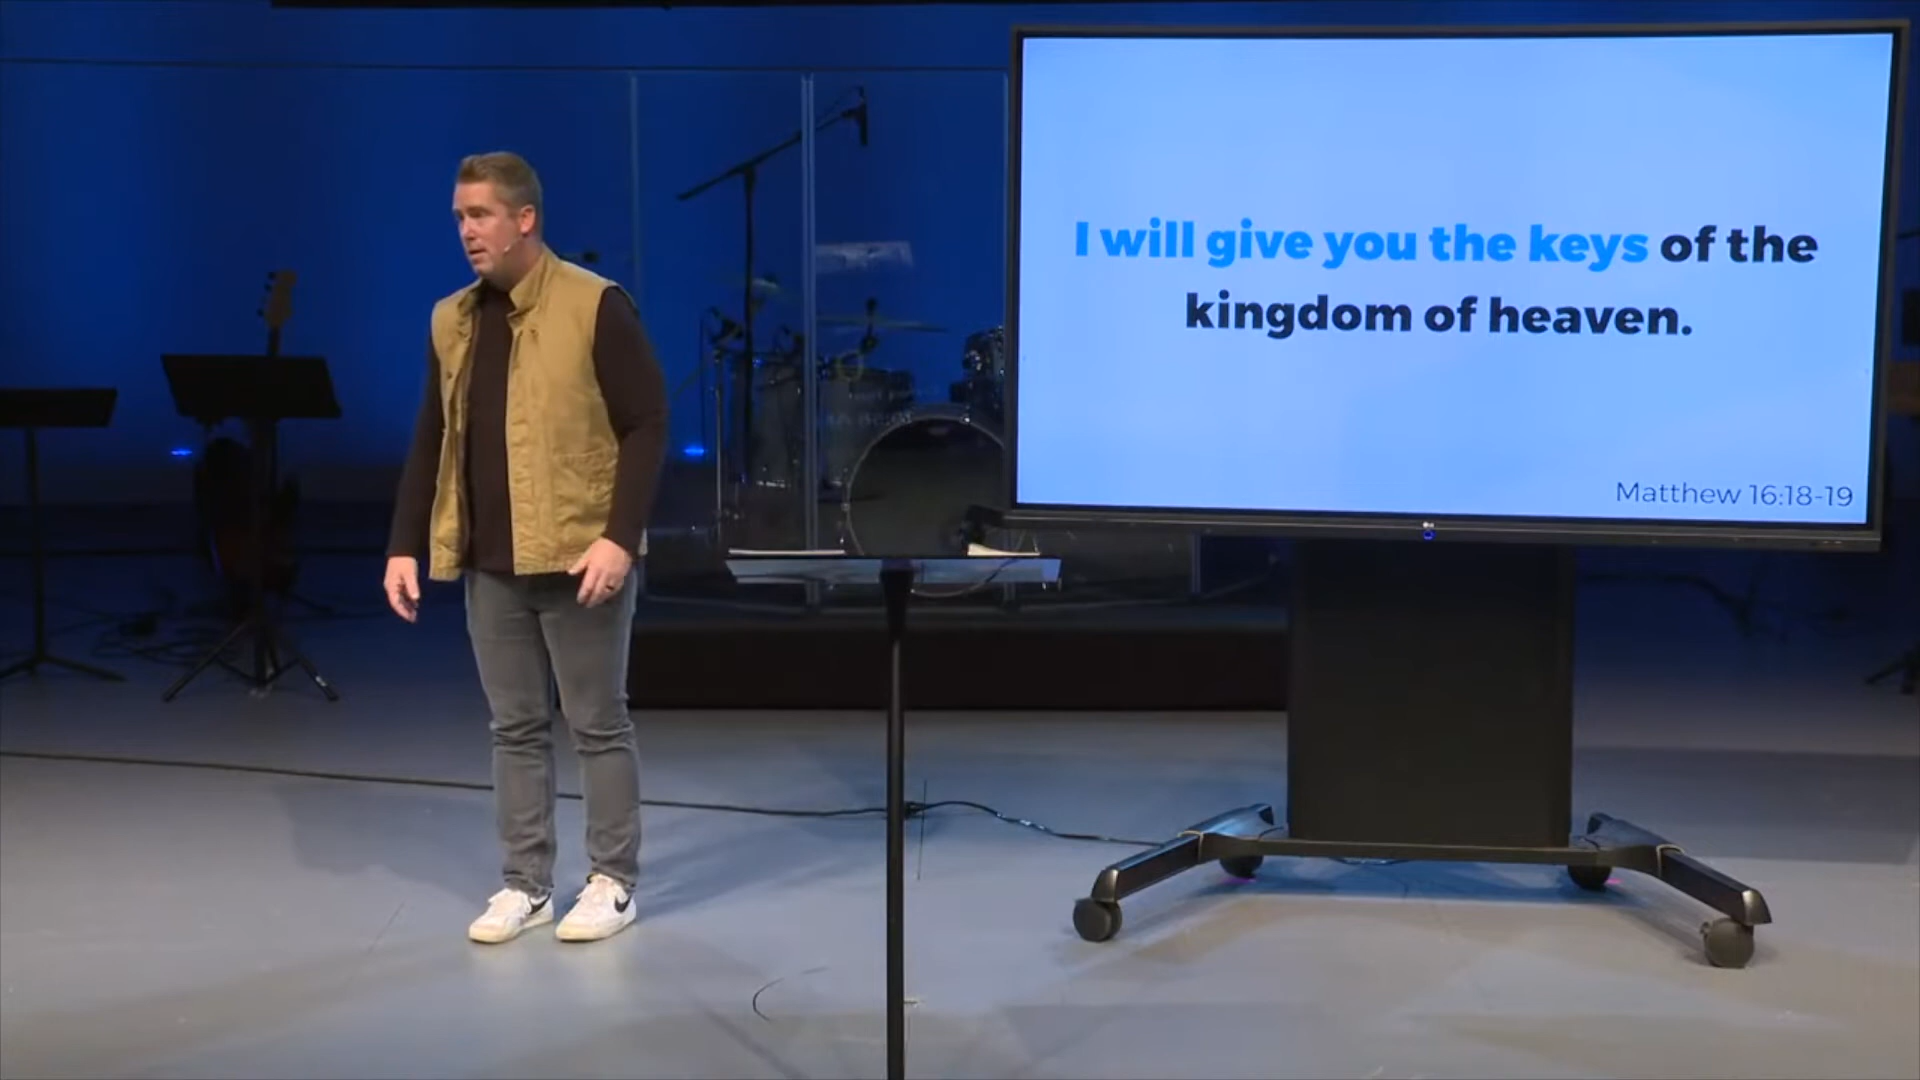 I will give you the keys of the
kingdom of heaven.
Matthew 16:18-19